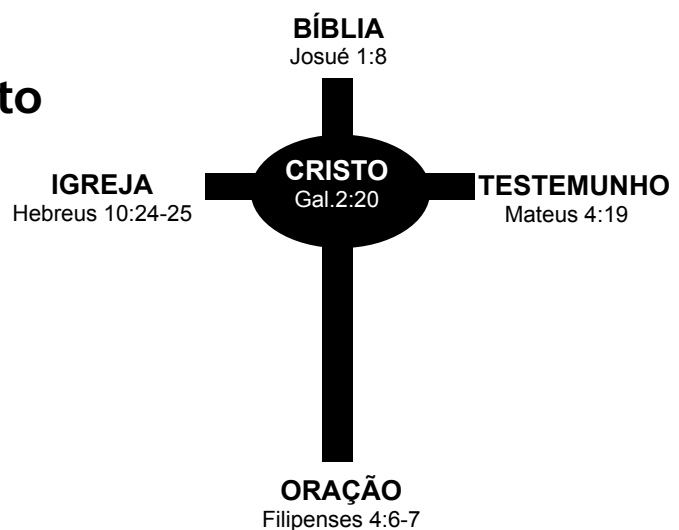 BÍBLIA
Josué 1:8
to
CRISTO
Gal.2:20
IGREJA
Hebreus 10:24-25
TESTEMUNHO
Mateus 4:19
ORAÇÃO
Filipenses 4:6-7